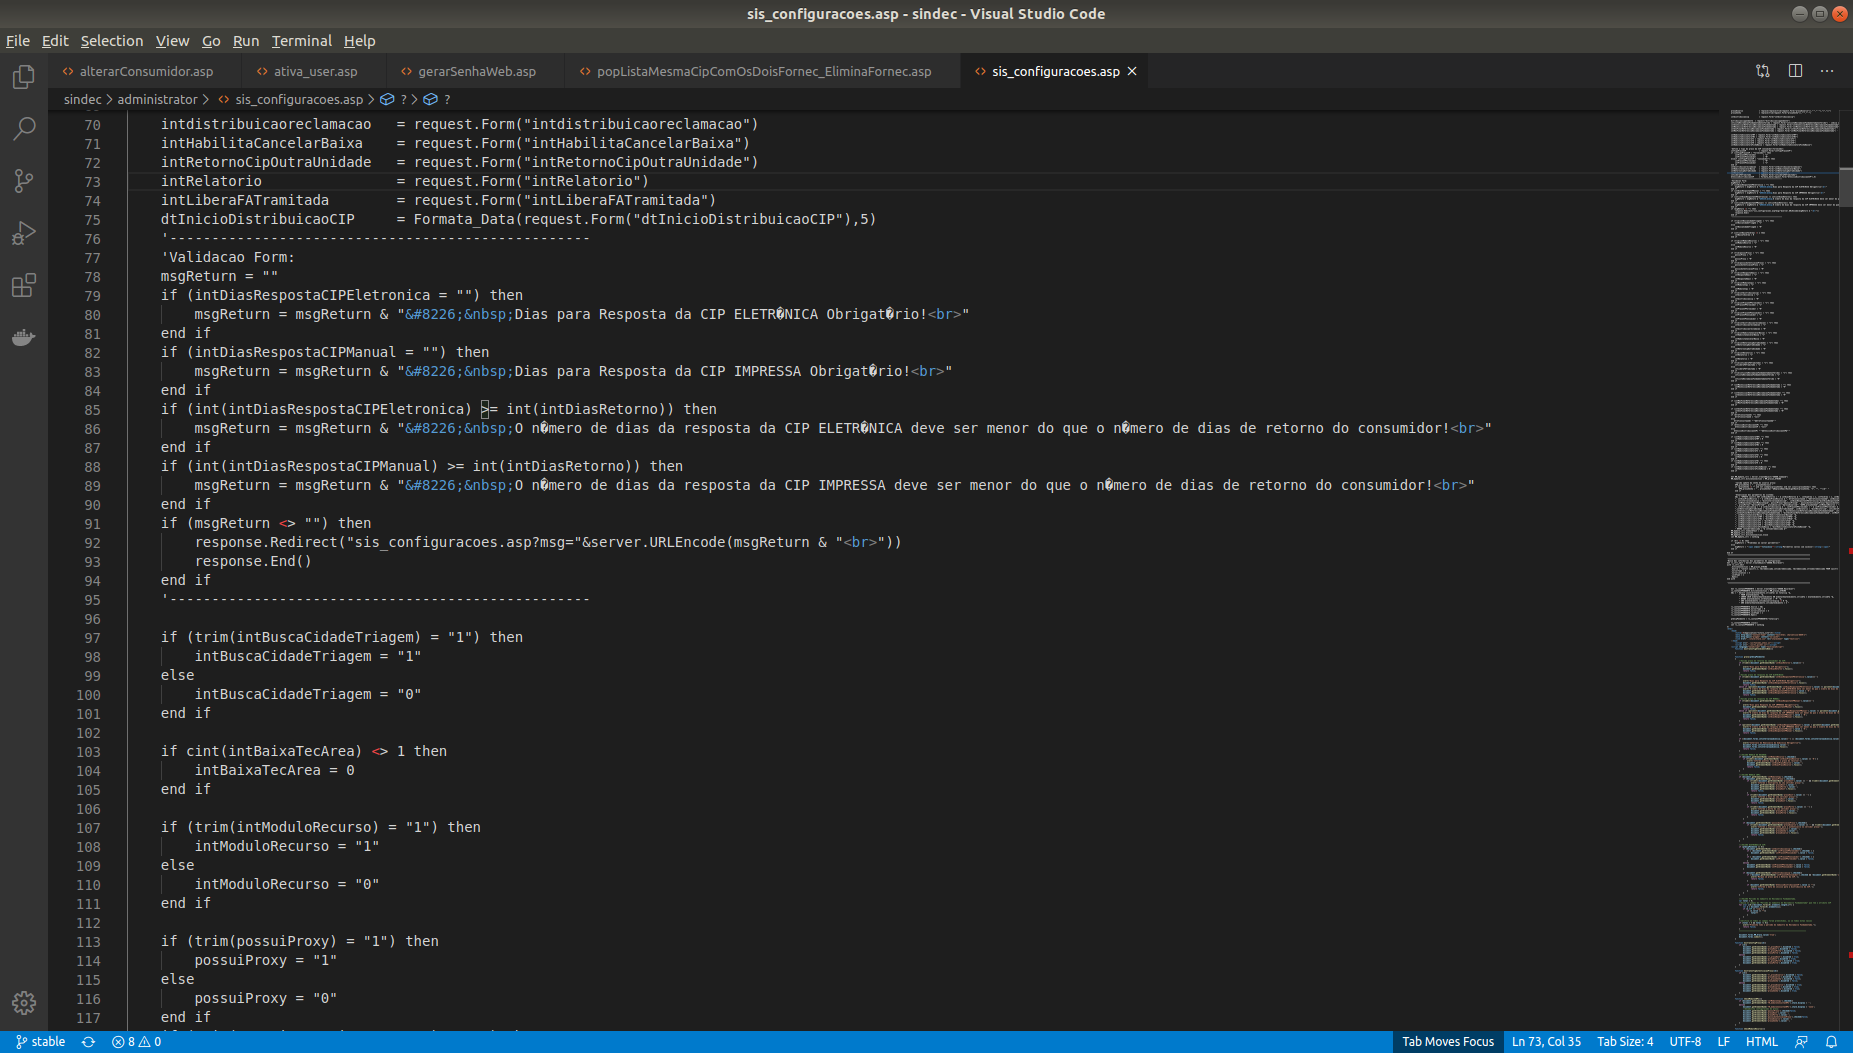 sis_configuracoes.asp - sindec - Visual Studio Code
File Edit Selection View Go Run Terminal Help
alterarConsumidor.asp ativa_user.asp gerarSenhaWeb.asp popListaMesmaCipComOsDoisFornec_EliminaFornec.asp sis_configuracoes.asp
sindec > administrator > sis_configuracoes.asp > ? > ?
70 intdistribuicaoreclamacao = request.Form("intdistribuicaoreclamacao")
71 intHabilitaCancelarBaixa = request.Form("intHabilitaCancelarBaixa")
72 intRetornoCipOutraUnidade = request.Form("intRetornoCipOutraUnidade")
73 intRelatorio = request.Form("intRelatorio")
74 intLiberaFATramitada = request.Form("intLiberaFATramitada")
75 dtInicioDistribuicaoCIP = Formata_Data(request.Form("dtInicioDistribuicaoCIP"),5)
76 '--------------------------------------------------
77 'Validacao Form:
78 msgReturn = ""
79 if (intDiasRespostaCIPEletronica = "") then
80 msgReturn = msgReturn & "&#8226;&nbsp;Dias para Resposta da CIP ELETR�NICA Obrigat�rio!<br>"
81 end if
82 if (intDiasRespostaCIPManual = "") then
83 msgReturn = msgReturn & "&#8226;&nbsp;Dias para Resposta da CIP IMPRESSA Obrigat�rio!<br>"
84 end if
85 if (int(intDiasRespostaCIPEletronica) >= int(intDiasRetorno)) then
86 msgReturn = msgReturn & "&#8226;&nbsp;O n�mero de dias da resposta da CIP ELETR�NICA deve ser menor do que o n�mero de dias de retorno do consumidor!<br>"
87 end if
88 if (int(intDiasRespostaCIPManual) >= int(intDiasRetorno)) then
89 msgReturn = msgReturn & "&#8226;&nbsp;O n�mero de dias da resposta da CIP IMPRESSA deve ser menor do que o n�mero de dias de retorno do consumidor!<br>"
90 end if
91 if (msgReturn <> "") then
92 response.Redirect("sis_configuracoes.asp?msg="&server.URLEncode(msgReturn & "<br>"))
93 response.End()
94 end if
95 '--------------------------------------------------
96
97 if (trim(intBuscaCidadeTriagem) = "1") then
98 intBuscaCidadeTriagem = "1"
99 else
100 intBuscaCidadeTriagem = "0"
101 end if
102
103 if cint(intBaixaTecArea) <> 1 then
104 intBaixaTecArea = 0
105 end if
106
107 if (trim(intModuloRecurso) = "1") then
108 intModuloRecurso = "1"
109 else
110 intModuloRecurso = "0"
111 end if
112
113 if (trim(possuiProxy) = "1") then
114 possuiProxy = "1"
115 else
116 possuiProxy = "0"
117 end if
stable 8 0 Tab Moves Focus Ln 73, Col 35 Tab Size: 4 UTF-8 LF HTML